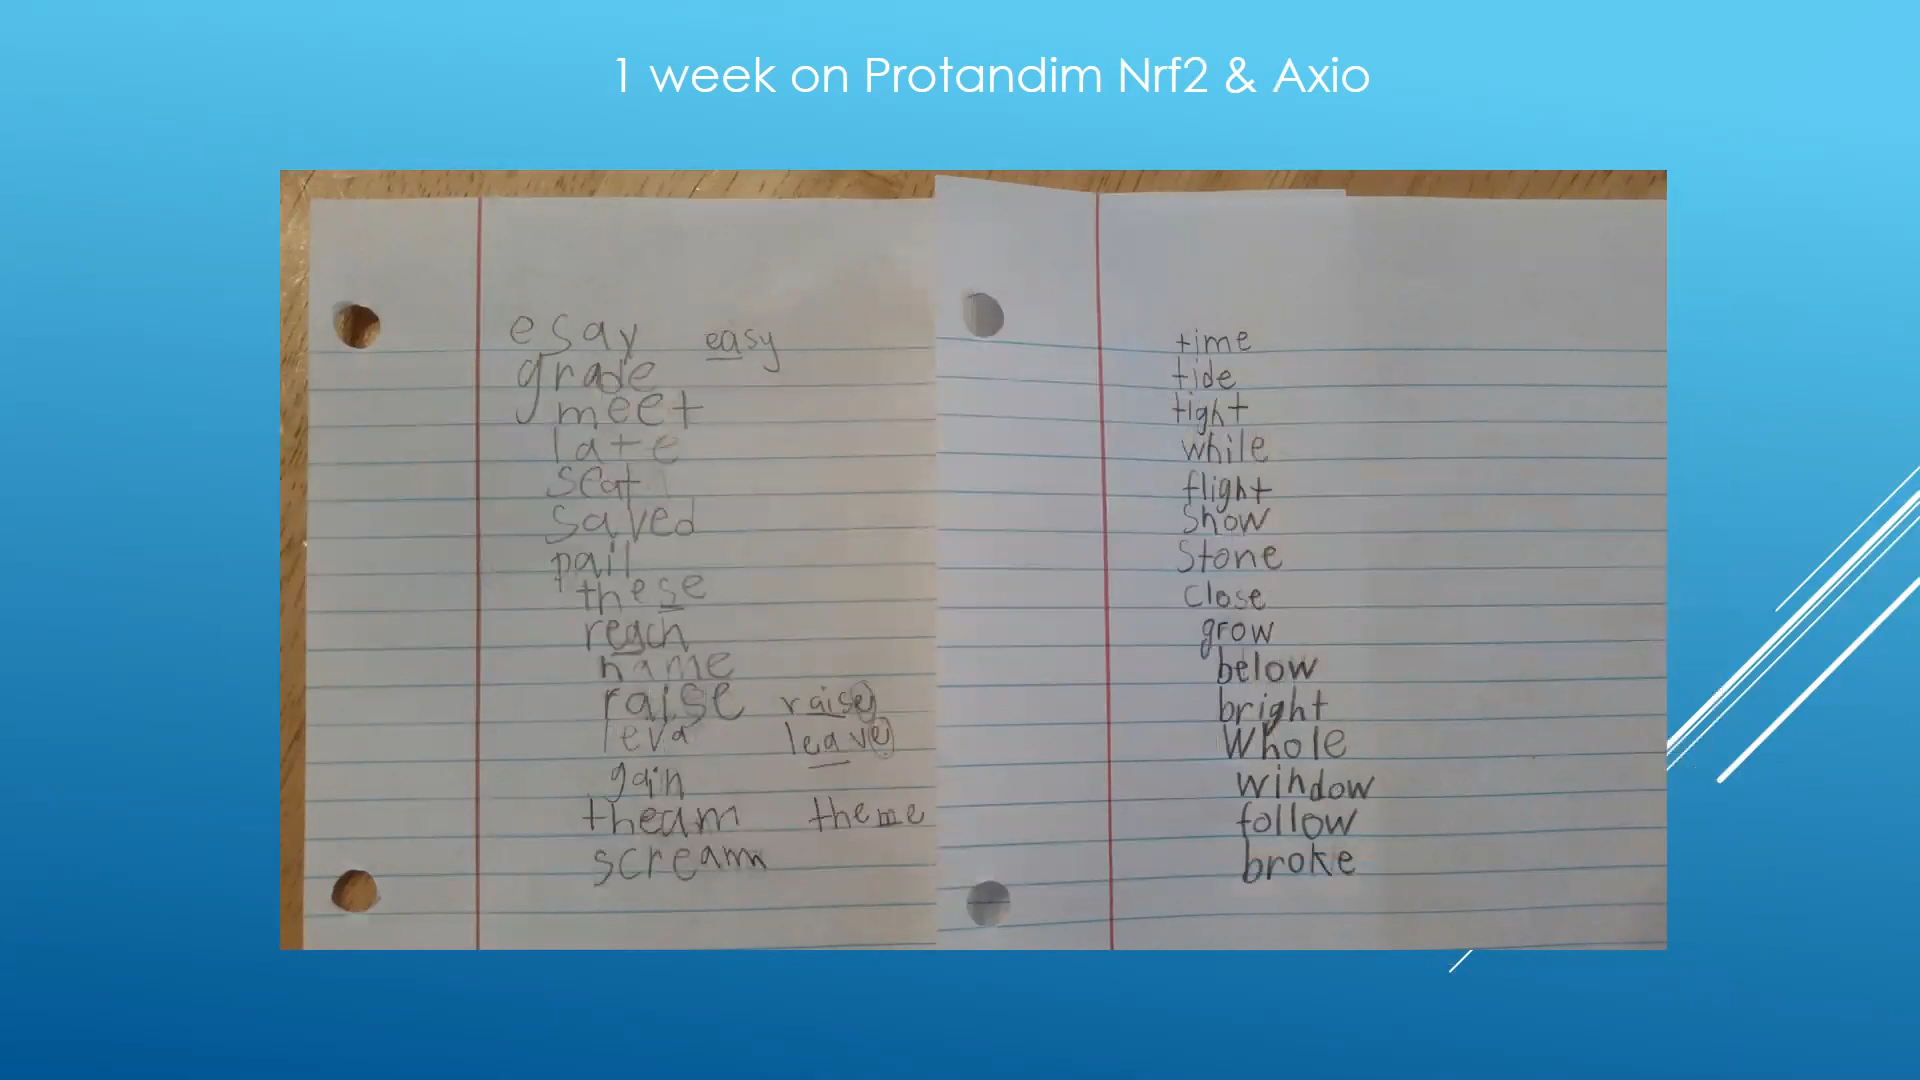 1 week on Protandim Nrf2 & Axio
esay easy
grade
meet
late
seat
saved
pail
these
reach
name
raise raise
leva leave
gain
theam theme
scream
time
tide
tight
while
flight
Show
Stone
Close
grow
below
bright
Whole
window
follow
broke